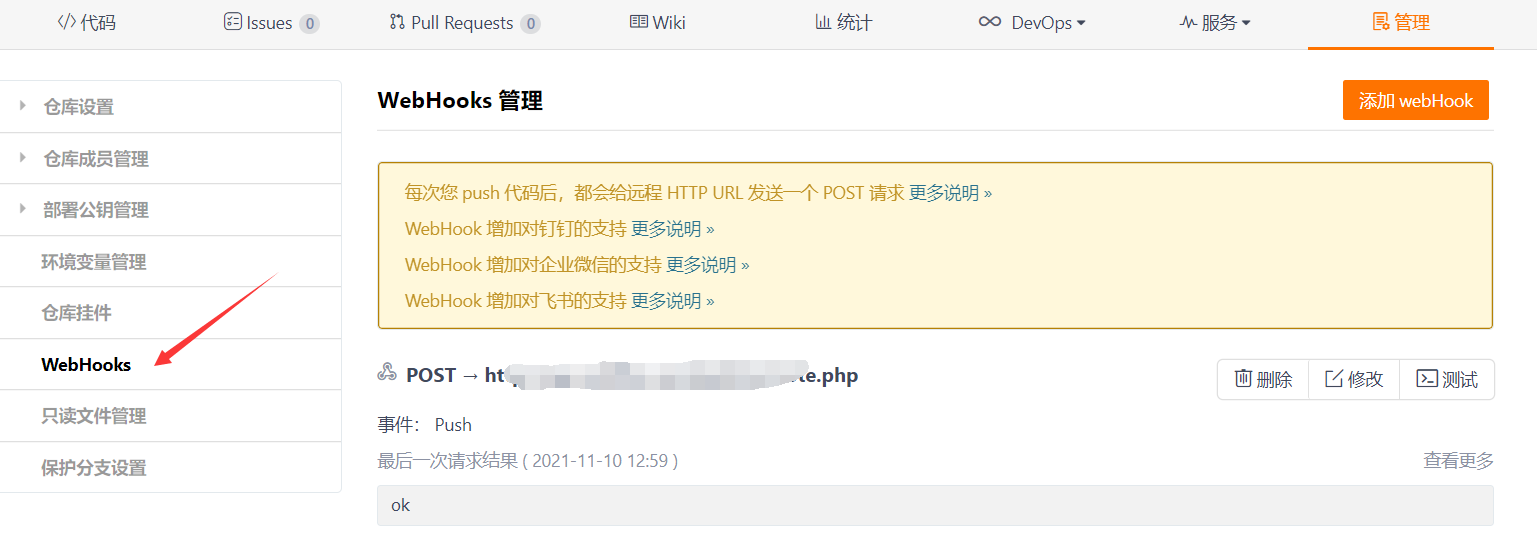 代码 Issues 0 Pull Requests 0 Wiki 统计 DevOps 服务 管理
仓库设置
仓库成员管理
部署公钥管理
环境变量管理
仓库挂件
WebHooks
只读文件管理
保护分支设置
WebHooks 管理
添加 webHook
每次您 push 代码后，都会给远程 HTTP URL 发送一个 POST 请求 更多说明 »
WebHook 增加对钉钉的支持 更多说明 »
WebHook 增加对企业微信的支持 更多说明 »
WebHook 增加对飞书的支持 更多说明 »
POST → .php
删除 修改 测试
事件： Push
最后一次请求结果 ( 2021-11-10 12:59 ) 查看更多
ok